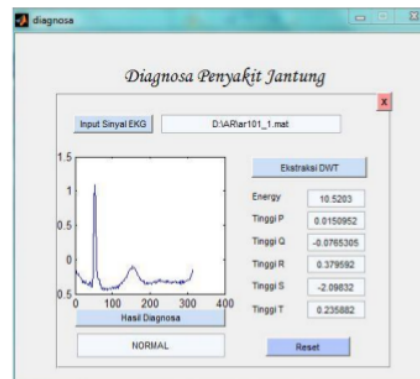 diagnosa
Diagnosa Penyakit Jantung
x
Input Sinyal EKG
D:\AR\ar101_1.mat
1.5
1
0.5
0
0.5
0 100 200 300 400
Hasil Diagnosa
NORMAL
Ekstraksi DWT
Energy 10.5203
Tinggi P 0.0150952
Tinggi Q -0.0765305
Tinggi R 0.379592
Tinggi S -2.09832
Tinggi T 0.235882
Reset